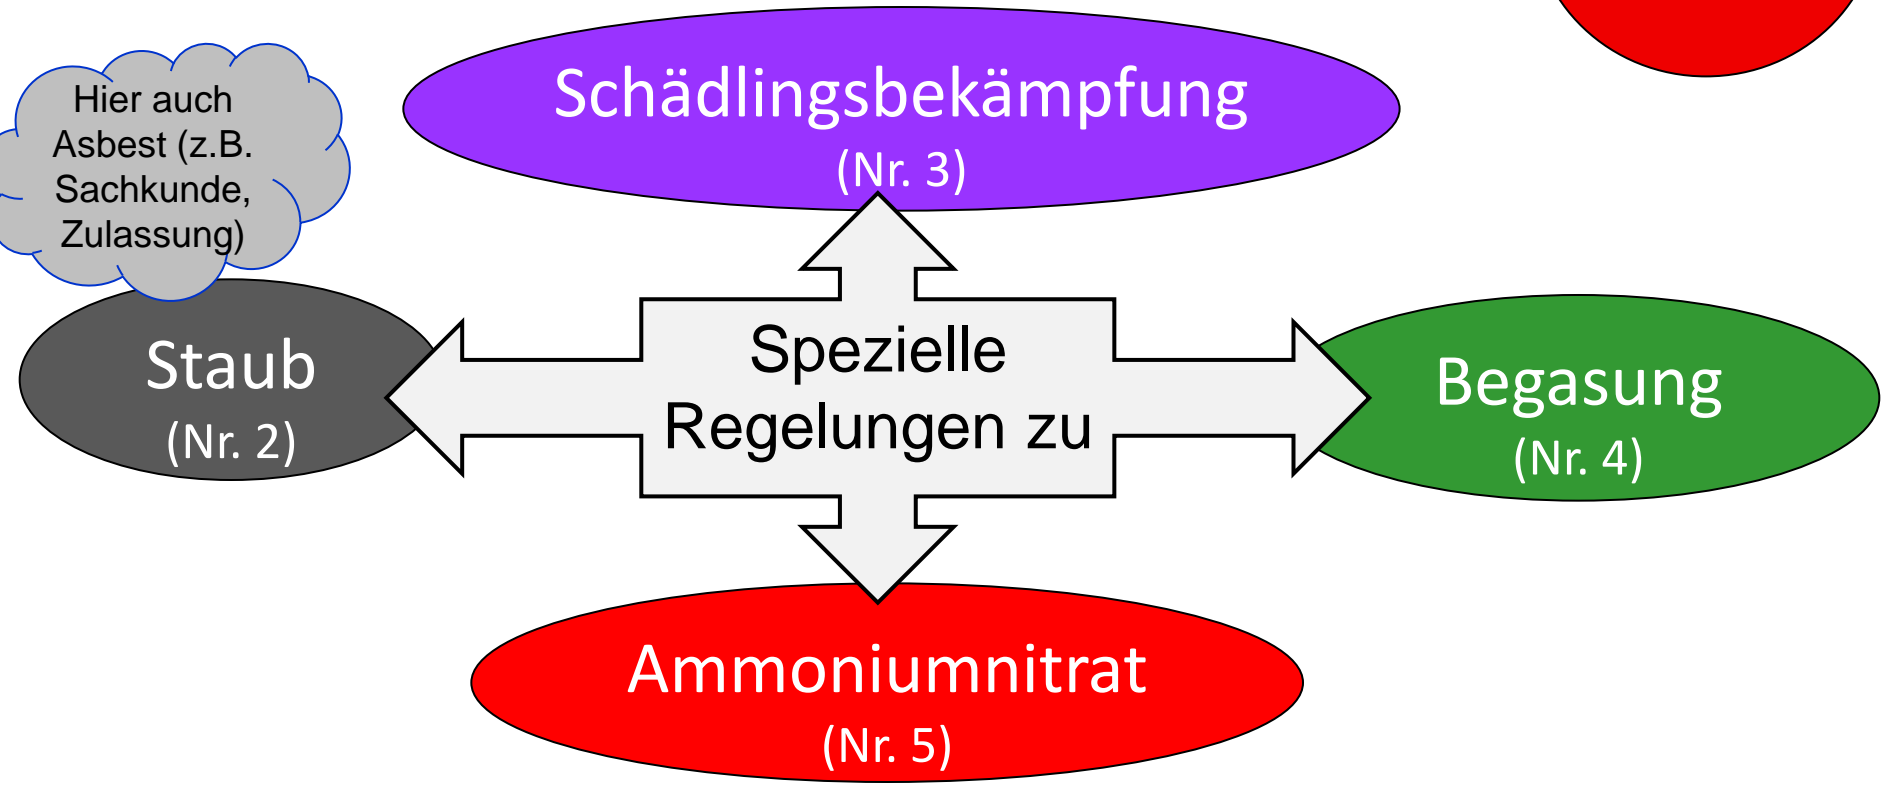 Schädlingsbekämpfung
(Nr. 3)
Hier auch
Asbest (z.B.
Sachkunde,
Zulassung)
Staub
(Nr. 2)
Spezielle
Regelungen zu
Begasung
(Nr. 4)
Ammoniumnitrat
(Nr. 5)